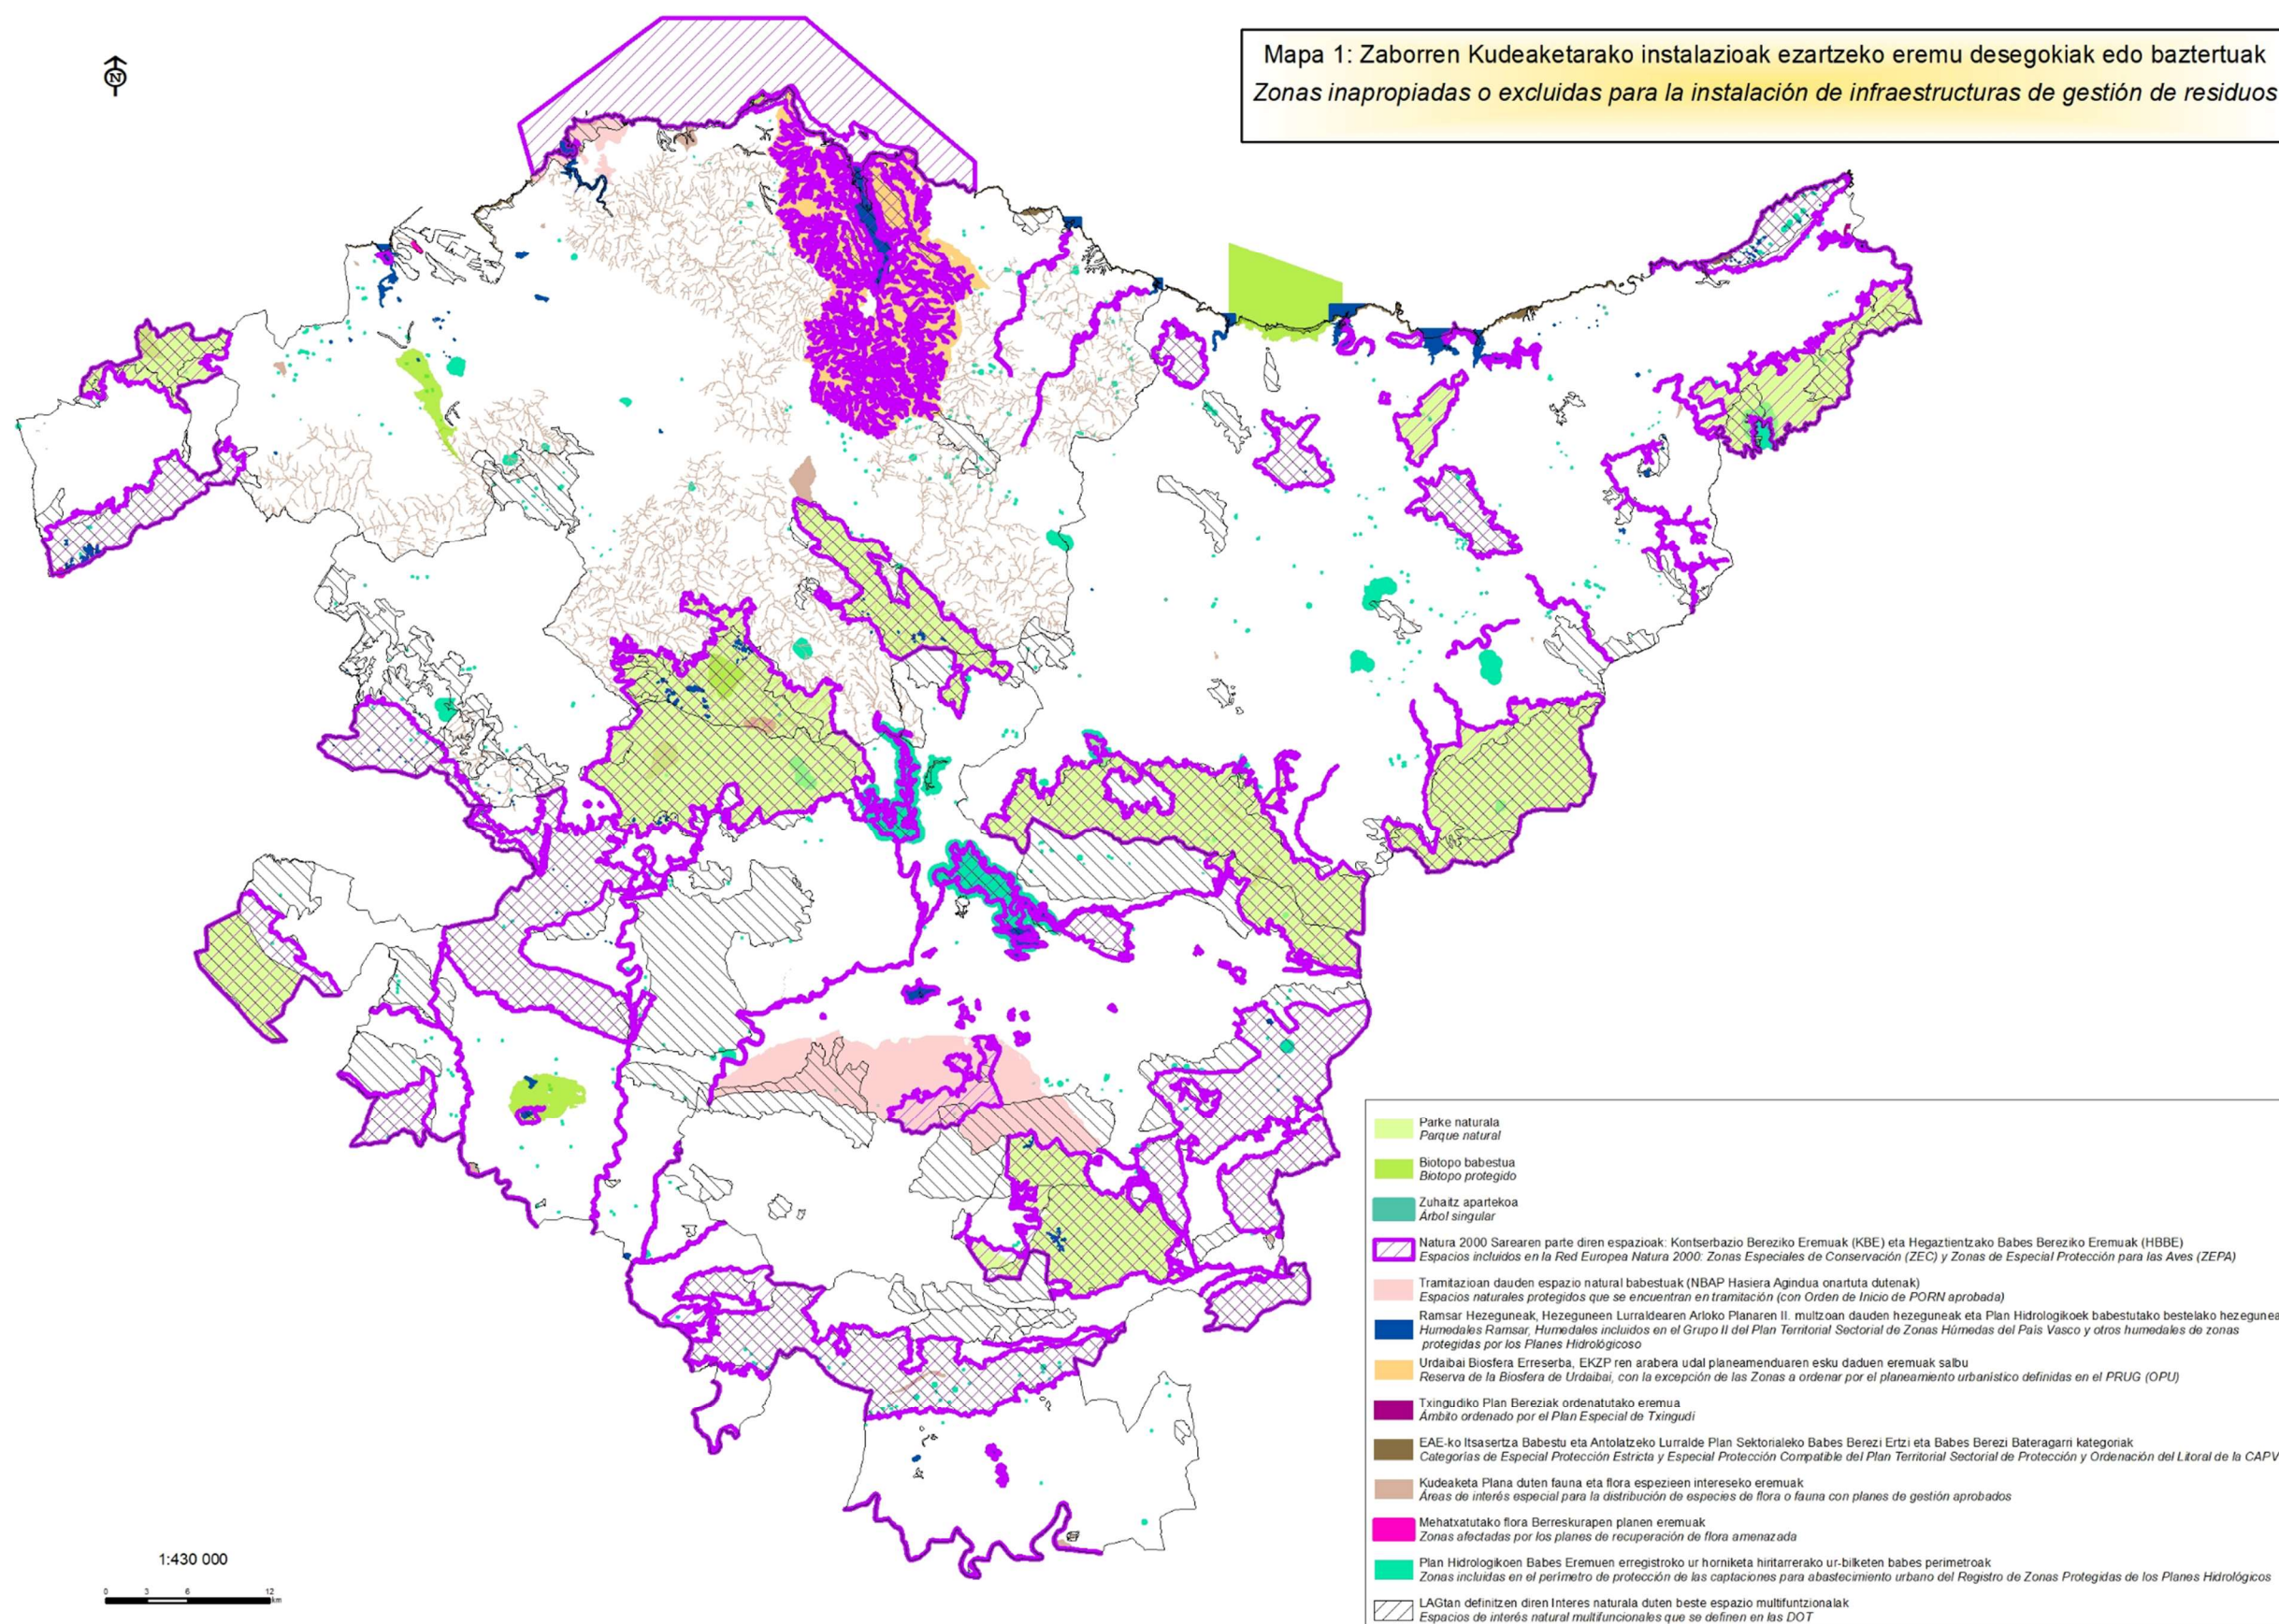 Mapa 1: Zaborren Kudeaketarako instalazioak ezartzeko eremu desegokiak edo baztertuak
Zonas inapropiadas o excluidas para la instalación de infraestructuras de gestión de residuos
N
Parke naturala
Parque natural
Biotopo babestua
Biotopo protegido
Zuhaitz apartekoa
Árbol singular
Natura 2000 Sarearen parte diren espazioak: Kontserbazio Bereziko Eremuak (KBE) eta Hegaztientzako Babes Bereziko Eremuak (HBBE)
Espacios incluidos en la Red Europea Natura 2000: Zonas Especiales de Conservación (ZEC) y Zonas de Especial Protección para las Aves (ZEPA)
Tramitazioan dauden espazio natural babestuak (NBAP Hasiera Agindua onartuta dutenak)
Espacios naturales protegidos que se encuentran en tramitación (con Orden de Inicio de PORN aprobada)
Ramsar Hezeguneak, Hezeguneen Lurraldearen Arloko Planaren II. multzoan dauden hezeguneak eta Plan Hidrologikoek babestutako bestelako hezegunea
Humedales Ramsar, Humedales incluidos en el Grupo II del Plan Territorial Sectorial de Zonas Húmedas del País Vasco y otros humedales de zonas
protegidas por los Planes Hidrológicoso
Urdaibai Biosfera Erreserba, EKZP ren arabera udal planeamenduaren esku daduen eremuak salbu
Reserva de la Biosfera de Urdaibai, con la excepción de las Zonas a ordenar por el planeamiento urbanístico definidas en el PRUG (OPU)
Txingudiko Plan Bereziak ordenatutako eremua
Ámbito ordenado por el Plan Especial de Txingudi
EAE-ko Itsasertza Babestu eta Antolatzeko Lurralde Plan Sektorialeko Babes Berezi Ertzi eta Babes Berezi Bateragarri kategoriak
Categorías de Especial Protección Estricta y Especial Protección Compatible del Plan Territorial Sectorial de Protección y Ordenación del Litoral de la CAPV
Kudeaketa Plana duten fauna eta flora espezieen intereseko eremuak
Áreas de interés especial para la distribución de especies de flora o fauna con planes de gestión aprobados
Mehatxatutako flora Berreskurapen planen eremuak
Zonas afectadas por los planes de recuperación de flora amenazada
Plan Hidrologikoen Babes Eremuen erregistroko ur horniketa hiritarrerako ur-bilketen babes perimetroak
Zonas incluidas en el perímetro de protección de las captaciones para abastecimiento urbano del Registro de Zonas Protegidas de los Planes Hidrológicos
LAGtan definitzen diren Interes naturala duten beste espazio multifuntzionalak
Espacios de interés natural multifuncionales que se definen en las DOT
1:430 000
0 3 6 12
km